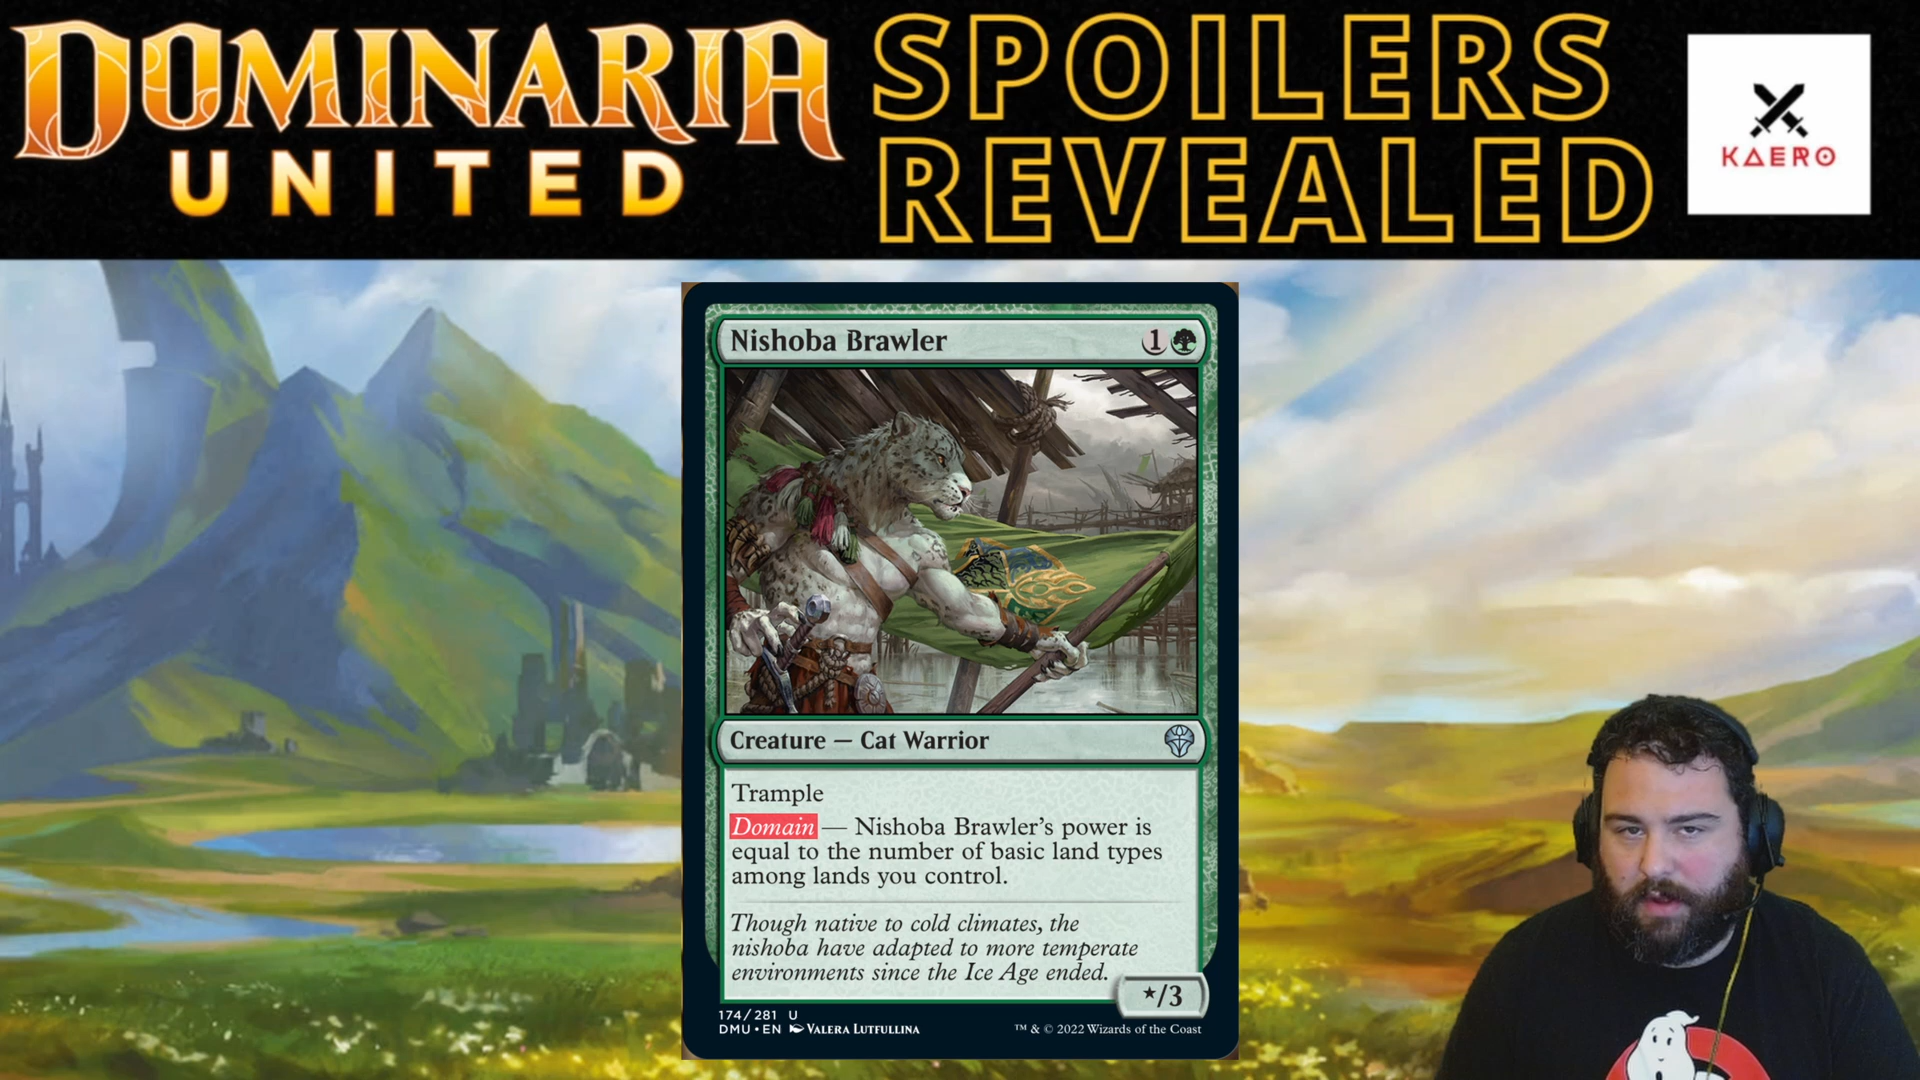 DOMINARIA
UNITED
SPOILERS
REVEALED
KAERO
Nishoba Brawler
1
Creature — Cat Warrior
Trample
Domain — Nishoba Brawler's power is
equal to the number of basic land types
among lands you control.
Though native to cold climates, the
nishoba have adapted to more temperate
environments since the Ice Age ended.
★/3
174/281 U
DMU • EN VALERA LUTFULLINA
™ & © 2022 Wizards of the Coast